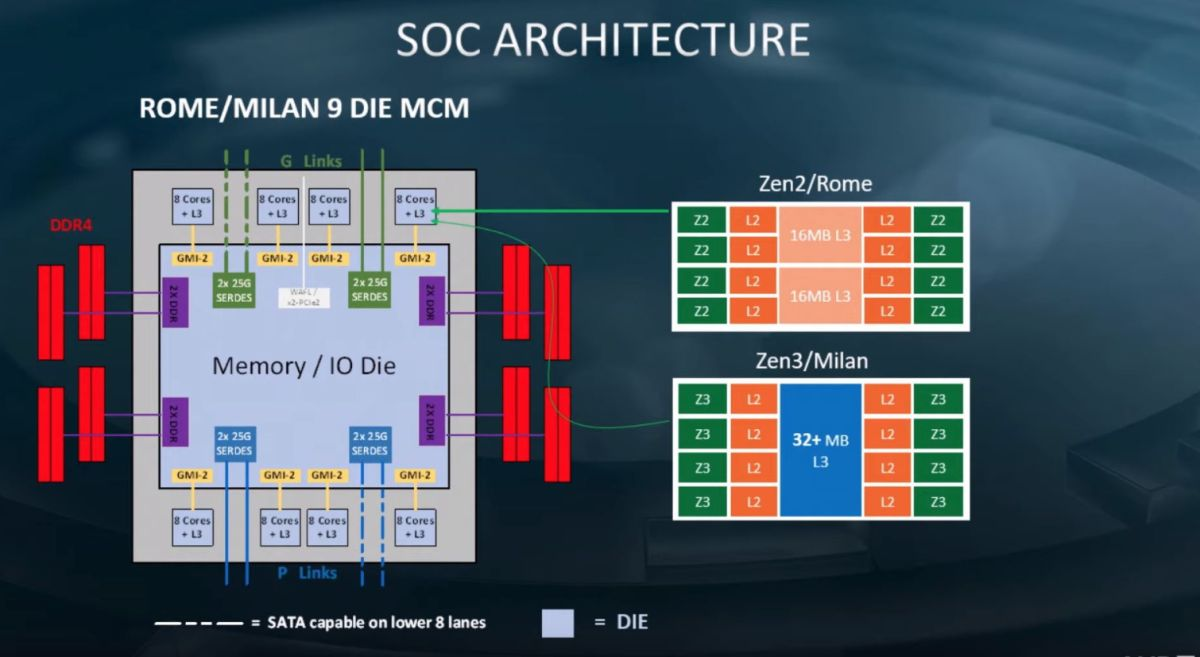 SOC ARCHITECTURE
ROME/MILAN 9 DIE MCM
G Links
8 Cores
+ L3
8 Cores
+ L3
8 Cores
+ L3
8 Cores
+ L3
DDR4
GMI-2
GMI-2
GMI-2
GMI-2
2x 25G
SERDES
WAFL /
x2-PCIe2
2x 25G
SERDES
2X DDR
2X DDR
Memory / IO Die
2X DDR
2X DDR
2x 25G
SERDES
2x 25G
SERDES
GMI-2
GMI-2
GMI-2
GMI-2
8 Cores
+ L3
8 Cores
+ L3
8 Cores
+ L3
8 Cores
+ L3
P Links
= SATA capable on lower 8 lanes
= DIE
Zen2/Rome
Z2 L2 L2 Z2
16MB L3
Z2 L2 L2 Z2
Z2 L2 L2 Z2
16MB L3
Z2 L2 L2 Z2
Zen3/Milan
Z3 L2 L2 Z3
Z3 L2 L2 Z3
32+ MB
L3
Z3 L2 L2 Z3
Z3 L2 L2 Z3